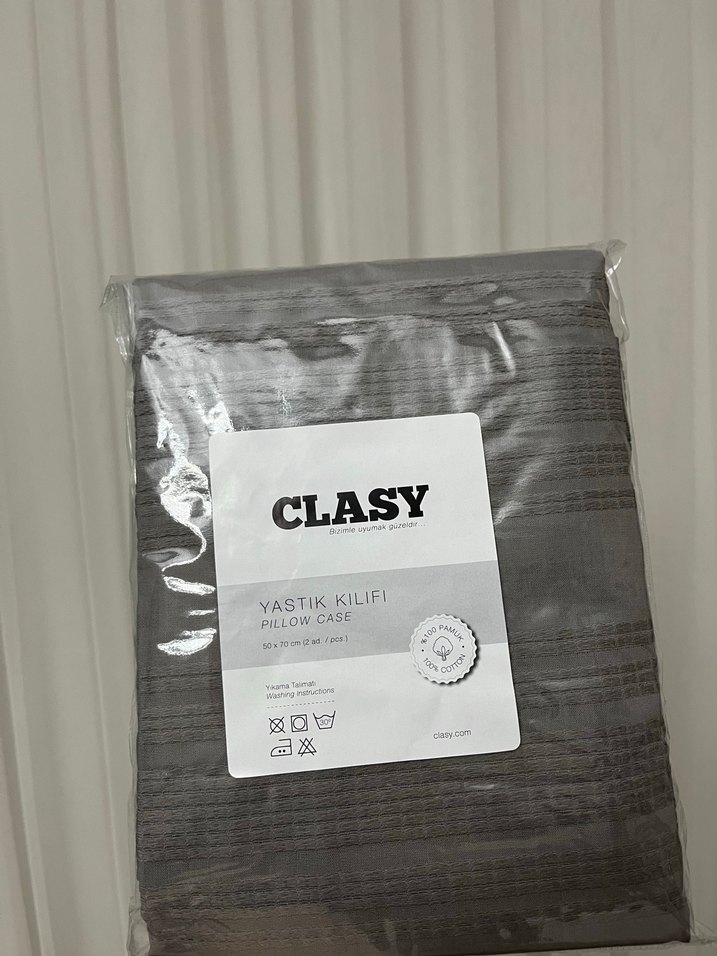 CLASY
Bizimle uyumak güzeldir...
YASTIK KILIFI
PILLOW CASE
50 x 70 cm (2 ad. / pcs.)
%100 PAMUK
100% COTTON
Yıkama Talimatı
Washing Instructions
30°
clasy.com